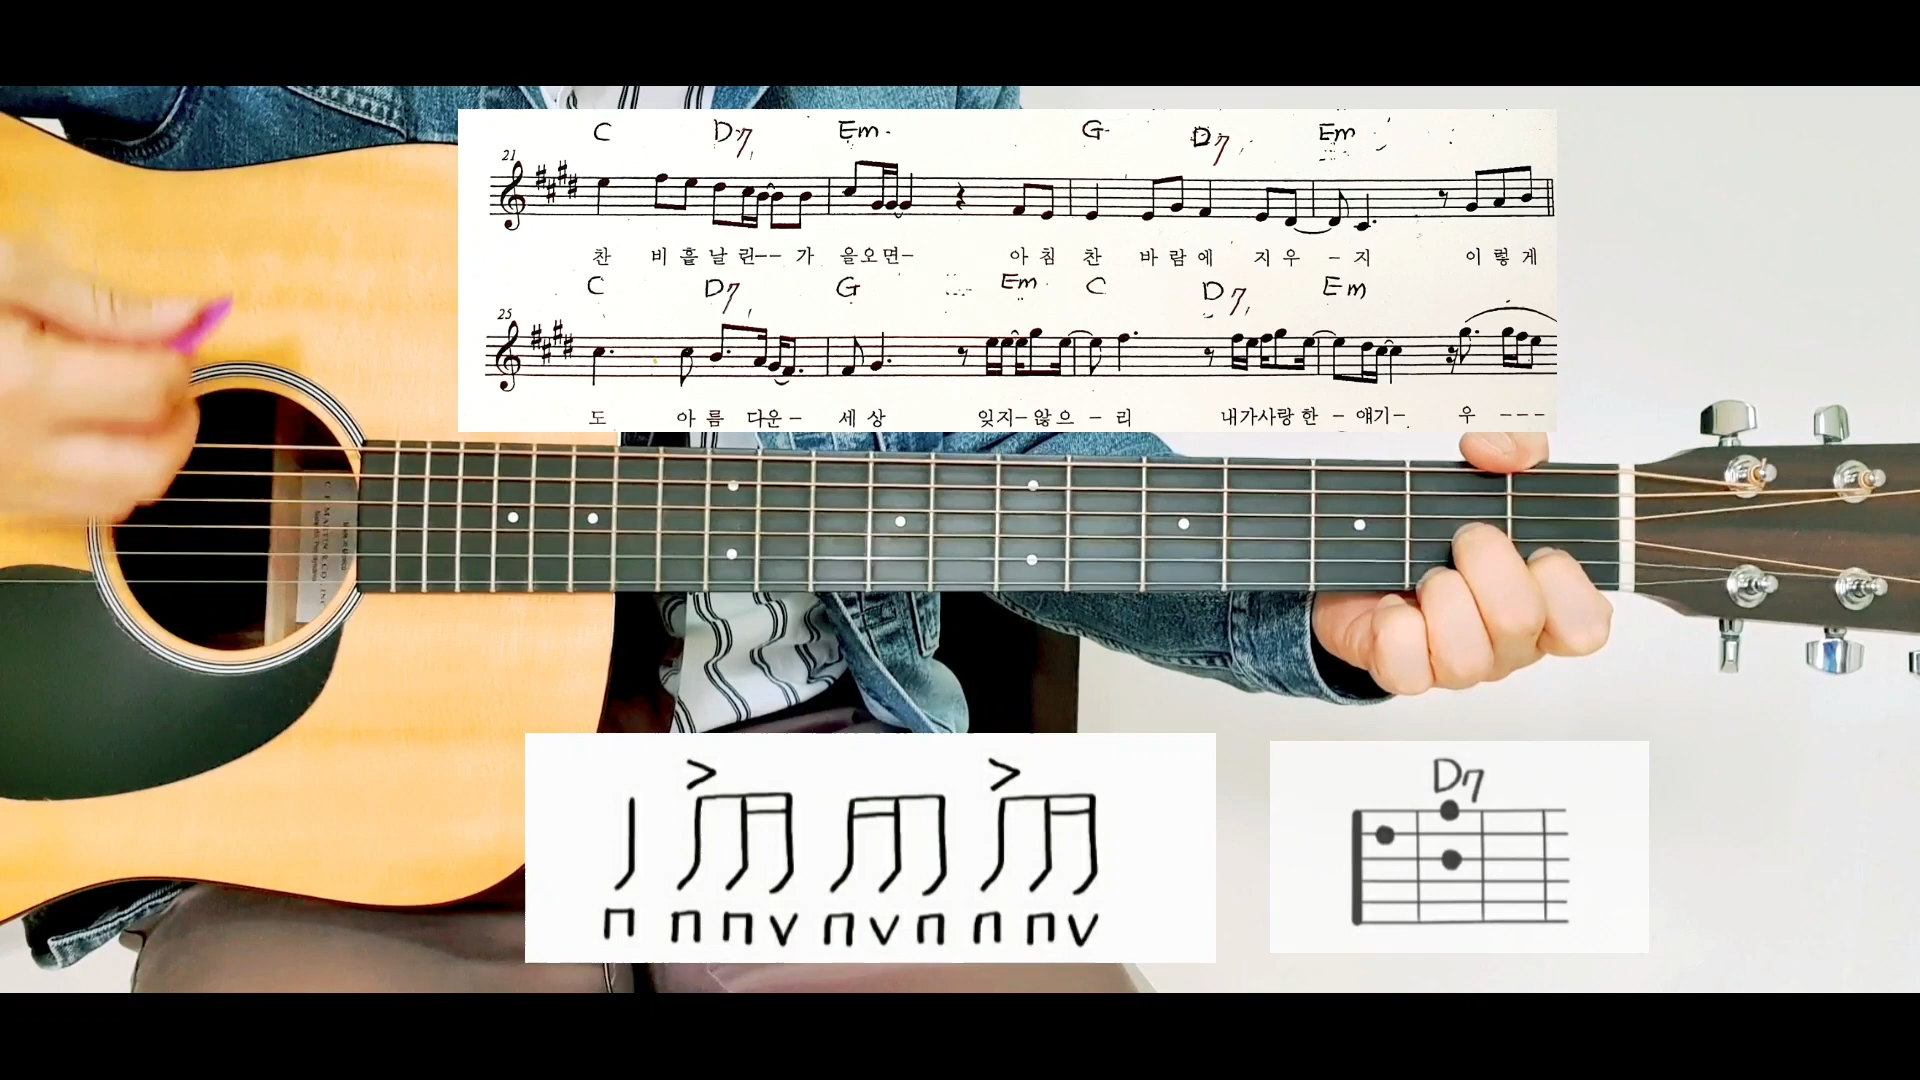 C D7 Em G D7 Em
21
찬 비 흩 날 린-- 가 을오면- 아 침 찬 바 람 에 지 우 - 지 이 렇 게
C D7 G Em C D7 Em
25
도 아 름 다운- 세 상 잊지-않으 - 리 내가사랑 한 - 얘기- 우 ---
D7